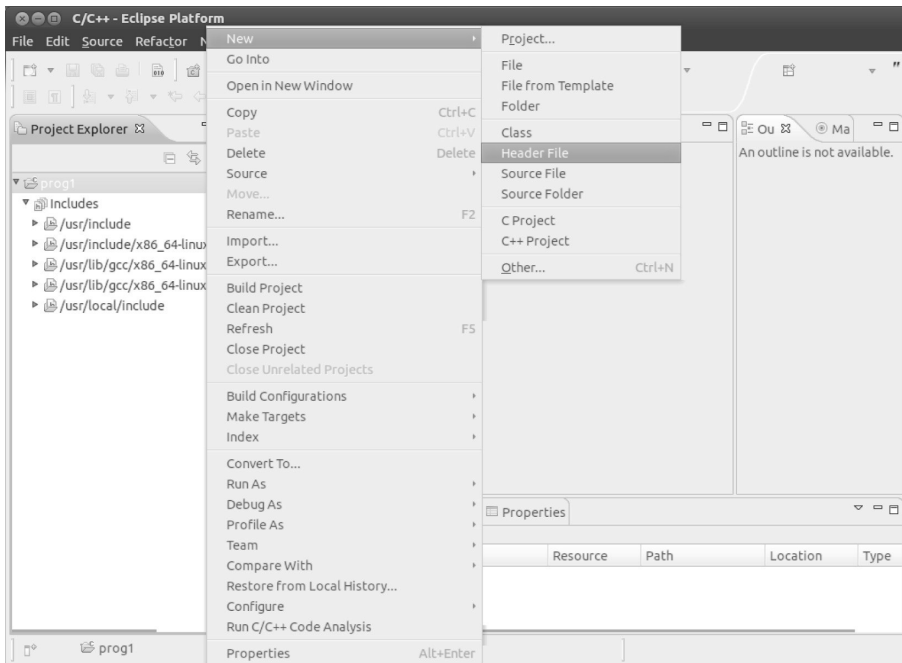 C/C++ - Eclipse Platform
File Edit Source Refactor
Project Explorer
prog1
Includes
/usr/include
/usr/include/x86_64-linux
/usr/lib/gcc/x86_64-linux
/usr/lib/gcc/x86_64-linux
/usr/local/include
New
Go Into
Open in New Window
Copy Ctrl+C
Paste Ctrl+V
Delete Delete
Source
Move...
Rename... F2
Import...
Export...
Build Project
Clean Project
Refresh F5
Close Project
Close Unrelated Projects
Build Configurations
Make Targets
Index
Convert To...
Run As
Debug As
Profile As
Team
Compare With
Restore from Local History...
Configure
Run C/C++ Code Analysis
Properties Alt+Enter
Project...
File
File from Template
Folder
Class
Header File
Source File
Source Folder
C Project
C++ Project
Other... Ctrl+N
Ou Ma
An outline is not available.
Properties
Resource Path Location Type
prog1